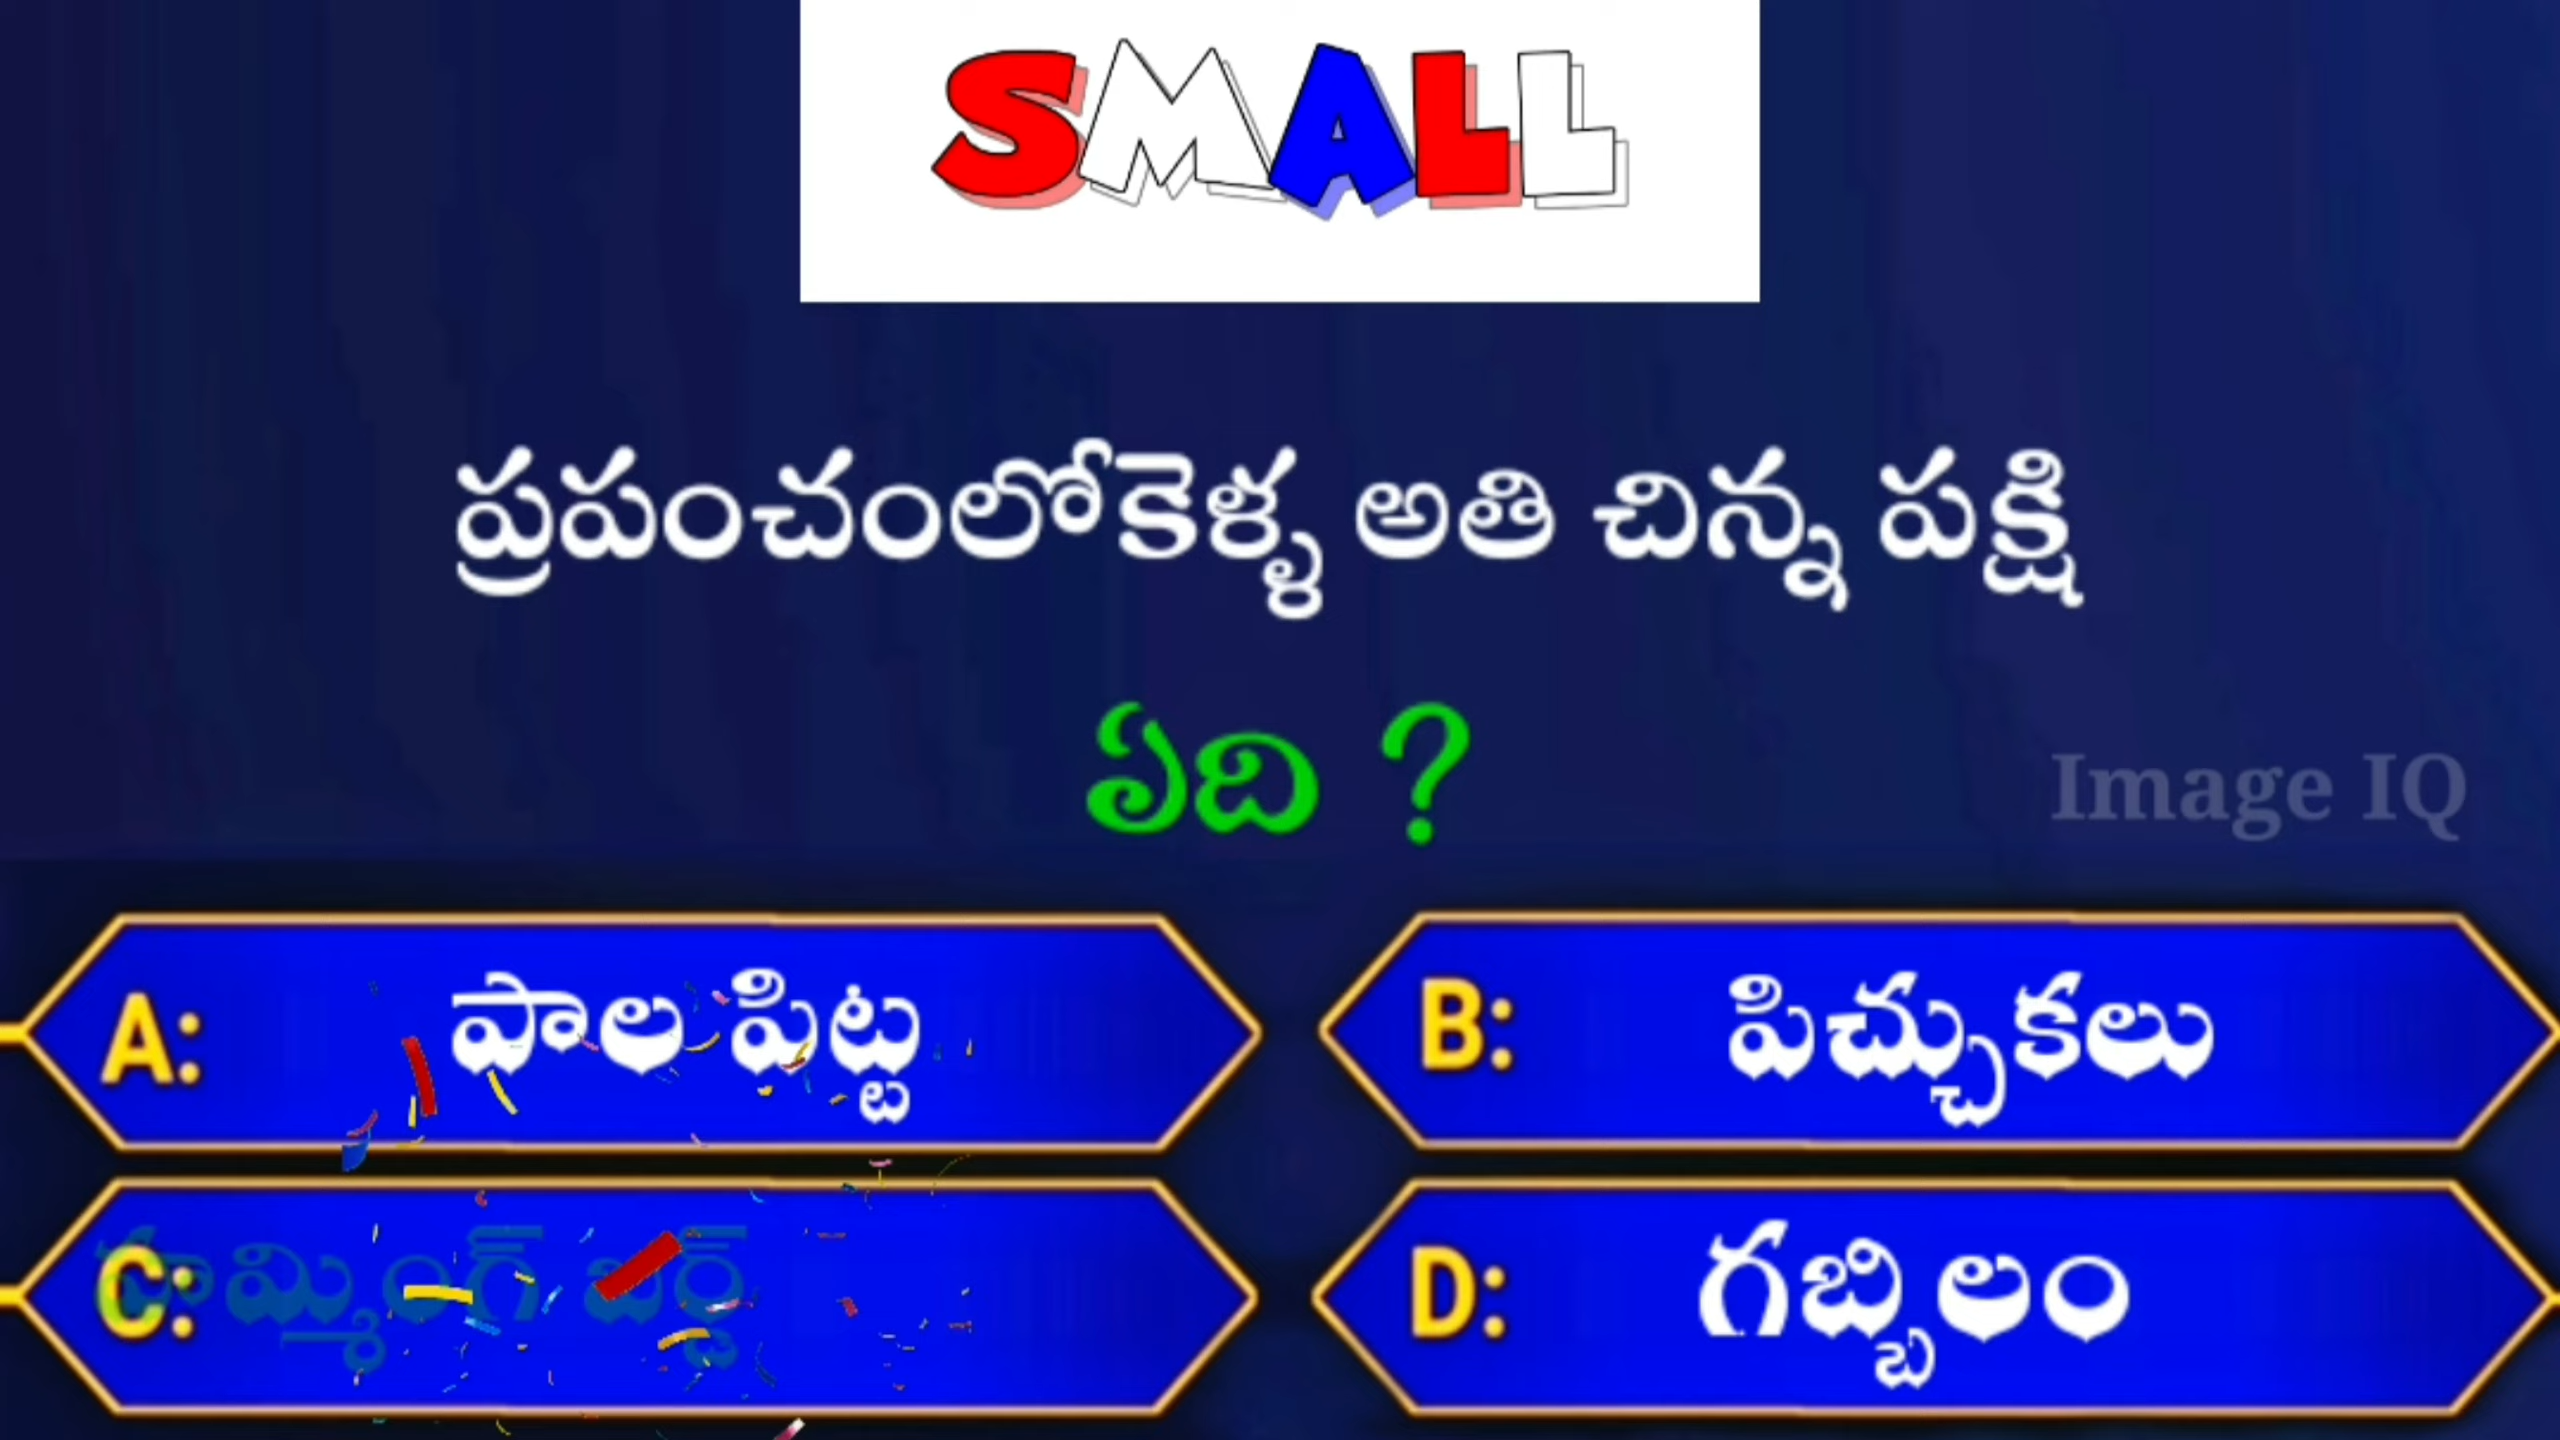 SMALL
ప్రపంచంలోకెళ్ళ అతి చిన్న పక్షి
ఏది ?
Image IQ
A: పాల పిట్ట
B: పిచ్చుకలు
C: హమ్మింగ్ బర్డ్
D: గబ్బిలం